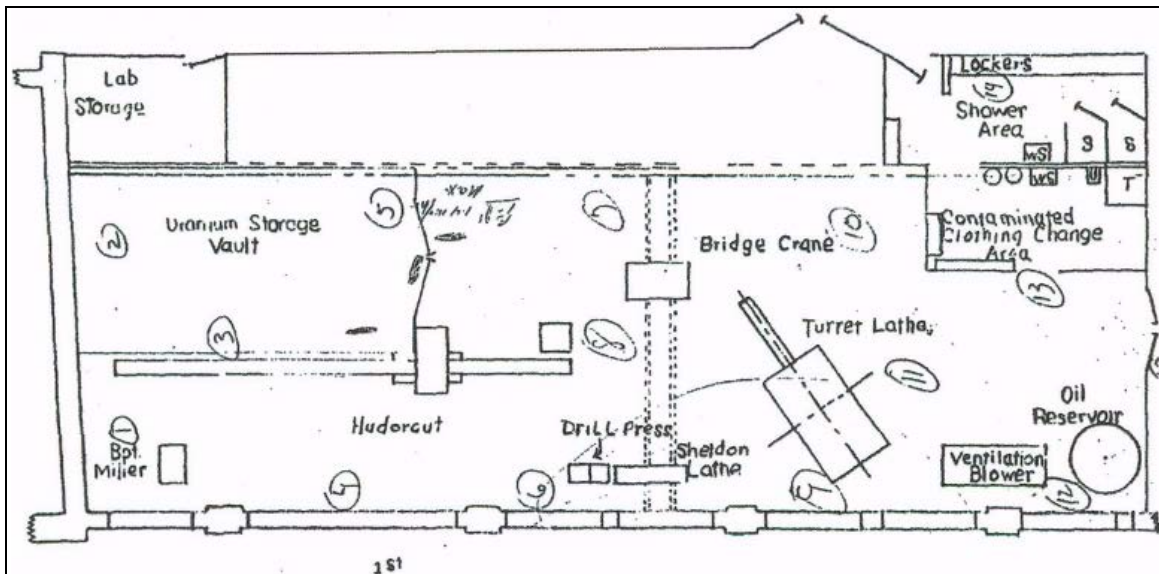 Lab
Storage
Lockers
14
Shower
Area
S
S
WS
WS
T
Uranium Storage
Vault
2
5
7
Bridge Crane
10
Contaminated
Clothing Change
Area
13
3
8
Turret Lathe
11
Oil
Reservoir
1
Bpt.
Milier
Hudorcut
DRILL Press
Sheldon
Lathe
Ventilation
Blower
4
6
9
12
1st